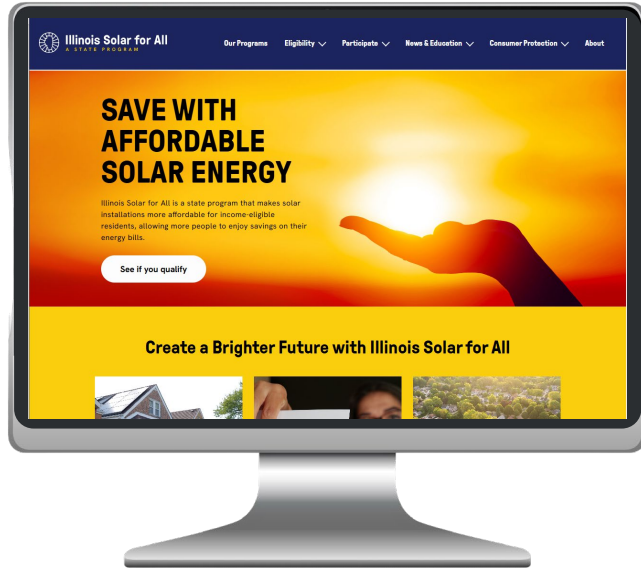 Illinois Solar for All
A STATE PROGRAM
Our Programs
Eligibility
Participate
News & Education
Consumer Protection
About
SAVE WITH
AFFORDABLE
SOLAR ENERGY
Illinois Solar for All is a state program that makes solar
installations more affordable for income-eligible
residents, allowing more people to enjoy savings on their
energy bills.
See if you qualify
Create a Brighter Future with Illinois Solar for All